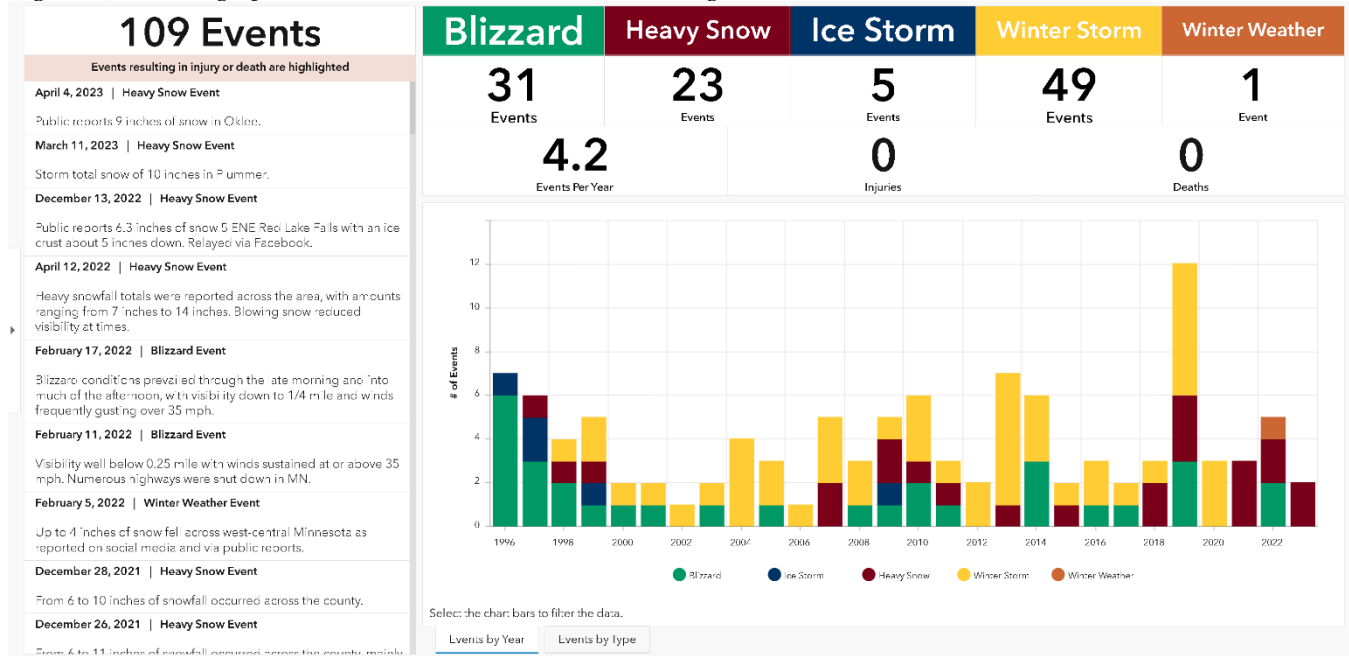 109 Events
Events resulting in injury or death are highlighted
April 4, 2023 | Heavy Snow Event
Public reports 9 inches of snow in Oklee.
March 11, 2023 | Heavy Snow Event
Storm total snow of 10 inches in P ummer.
December 13, 2022 | Heavy Snow Event
Public reports 6.3 inches of snow 5 ENE Red Lake Falls with an ice
crust about 5 inches down. Relayed via Facebook.
April 12, 2022 | Heavy Snow Event
Heavy snowfall totals were reported across the area, with amounts
ranging from 7 inches to 14 inches. Blowing snow reduced
visibility at times.
February 17, 2022 | Blizzard Event
Blizzard conditions prevailed through the late morning and into
much of the afternoon, with visibility down to 1/4 mile and winds
frequently gusting over 35 mph.
February 11, 2022 | Blizzard Event
Visibility well below 0.25 mile with winds sustained at or above 35
mph. Numerous highways were shut down in MN.
February 5, 2022 | Winter Weather Event
Up to 4 inches of snow fell across west-central Minnesota as
reported on social media and via public reports.
December 28, 2021 | Heavy Snow Event
From 6 to 10 inches of snowfall occurred across the county.
December 26, 2021 | Heavy Snow Event
From 6 to 11 inches of snowfall occurred across the county, mainly
Blizzard
Heavy Snow
Ice Storm
Winter Storm
Winter Weather
31
Events
23
Events
5
Events
49
Events
1
Event
4.2
Events Per Year
0
Injuries
0
Deaths
# of Events
12
10
8
6
4
2
0
1996 1998 2000 2002 2004 2006 2008 2010 2012 2014 2016 2018 2020 2022
Blizzard Ice Storm Heavy Snow Winter Storm Winter Weather
Select the chart bars to filter the data.
Events by Year Events by Type